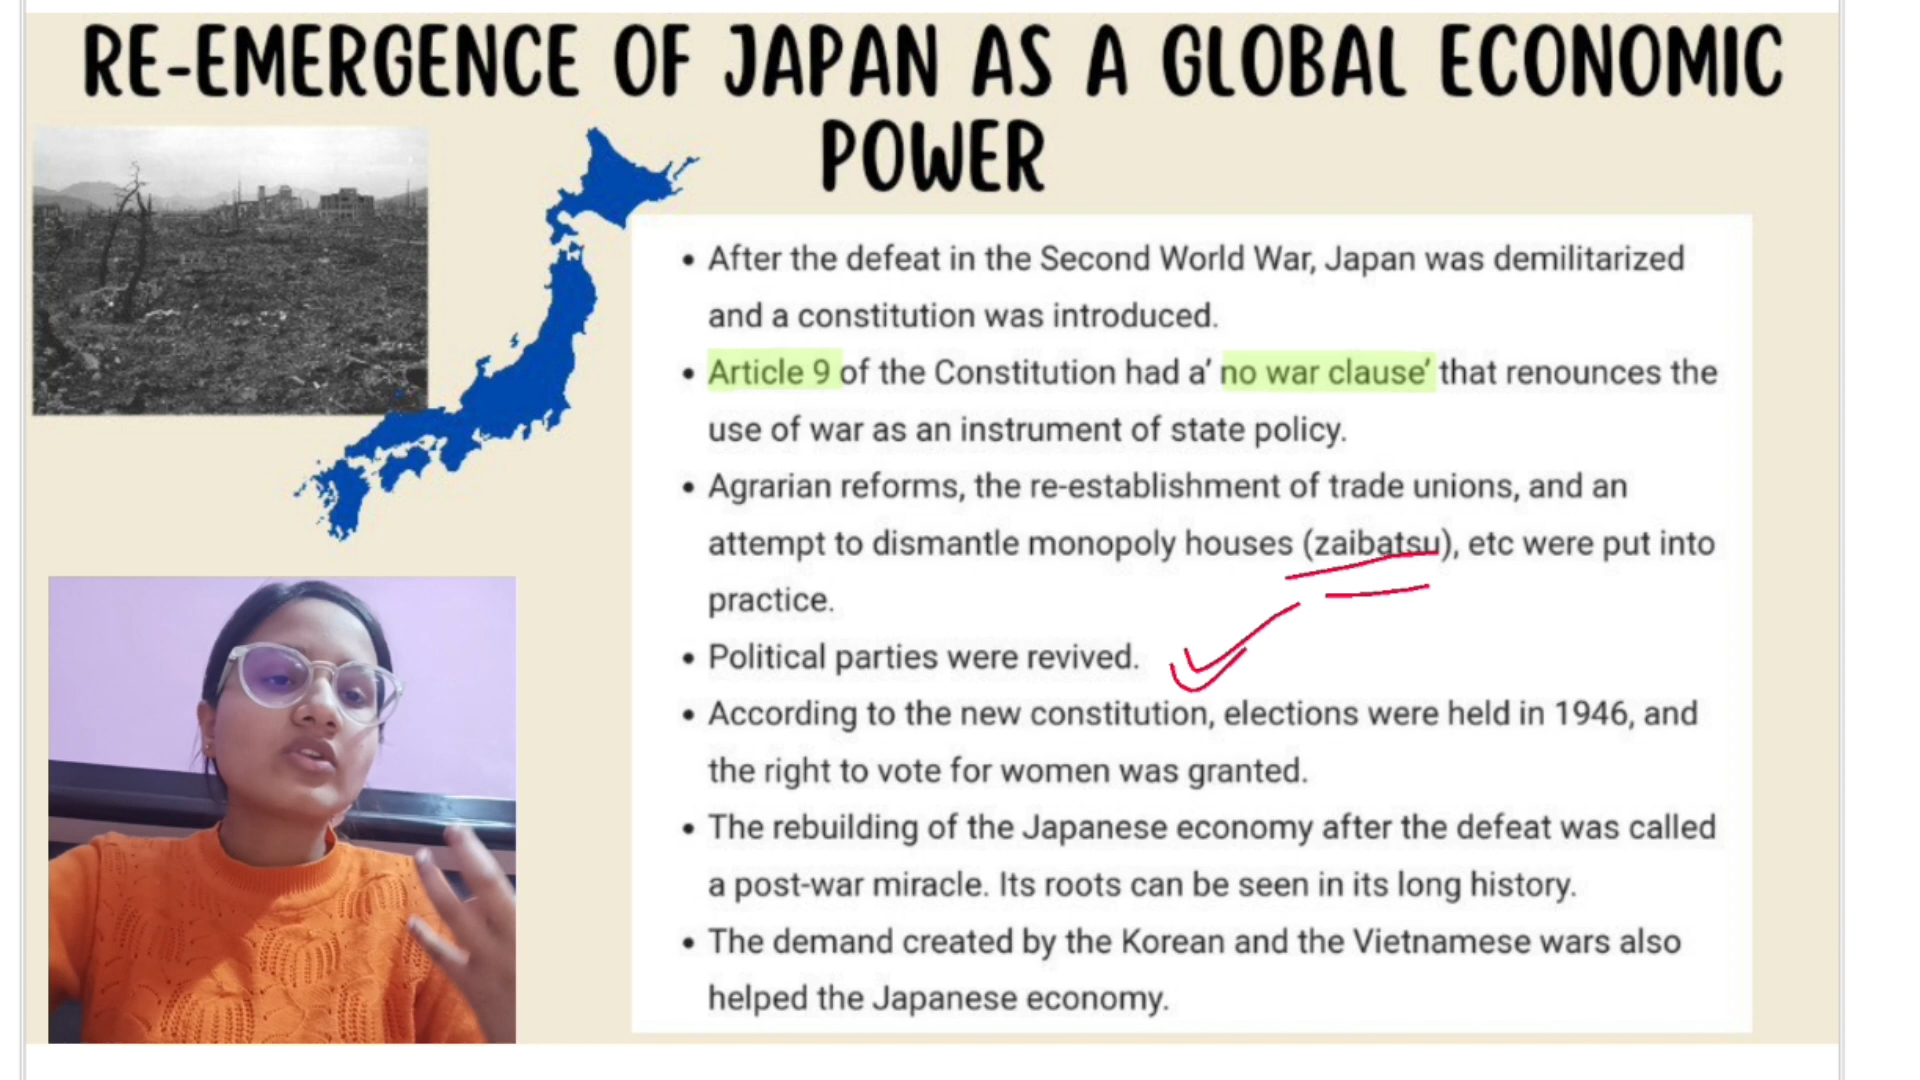 RE-EMERGENCE OF JAPAN AS A GLOBAL ECONOMIC
POWER
• After the defeat in the Second World War, Japan was demilitarized
and a constitution was introduced.
• Article 9 of the Constitution had a' no war clause' that renounces the
use of war as an instrument of state policy.
• Agrarian reforms, the re-establishment of trade unions, and an
attempt to dismantle monopoly houses (zaibatsu), etc were put into
practice.
• Political parties were revived.
• According to the new constitution, elections were held in 1946, and
the right to vote for women was granted.
• The rebuilding of the Japanese economy after the defeat was called
a post-war miracle. Its roots can be seen in its long history.
• The demand created by the Korean and the Vietnamese wars also
helped the Japanese economy.